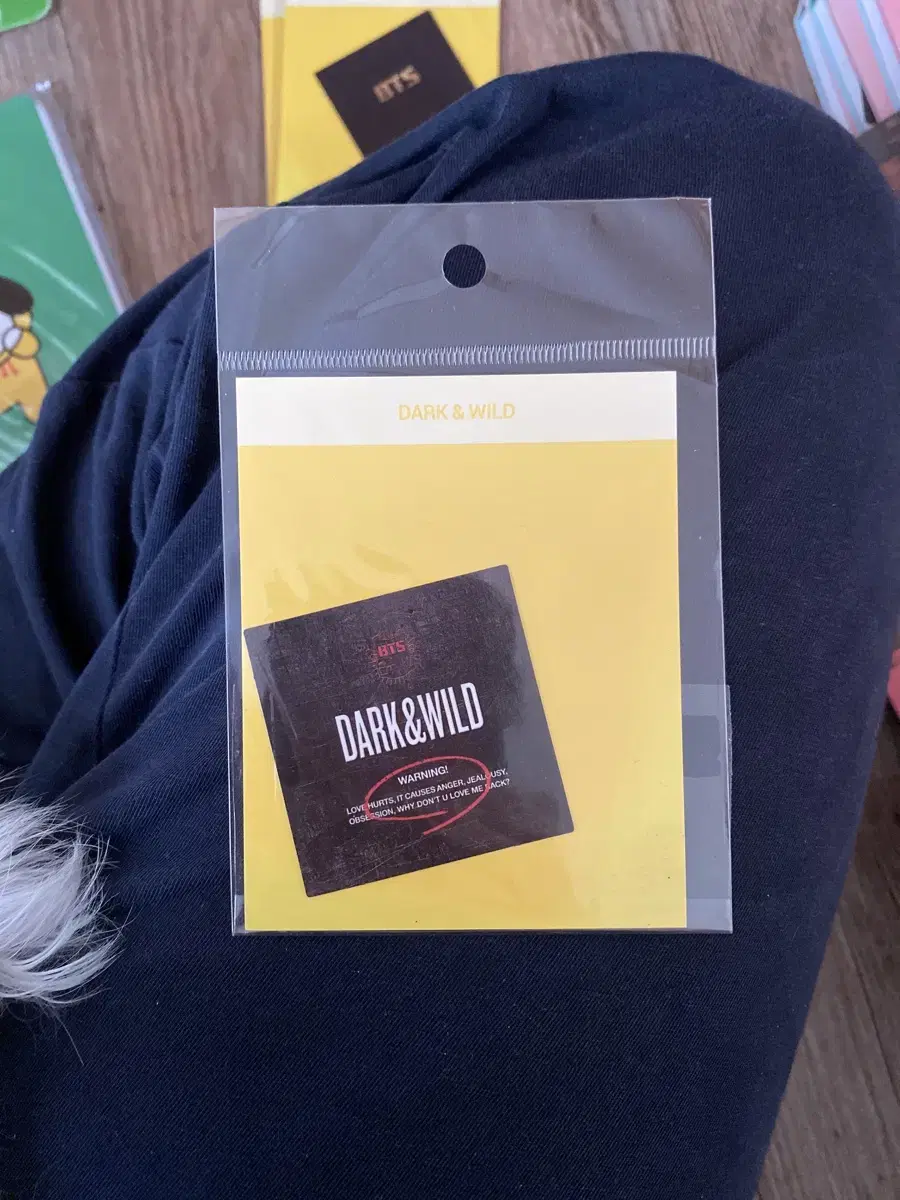 BTS
DARK & WILD
BTS
DARK&WILD
WARNING!
LOVE HURTS, IT CAUSES ANGER, JEALOUSY,
OBSESSION, WHY DON'T U LOVE ME BACK?